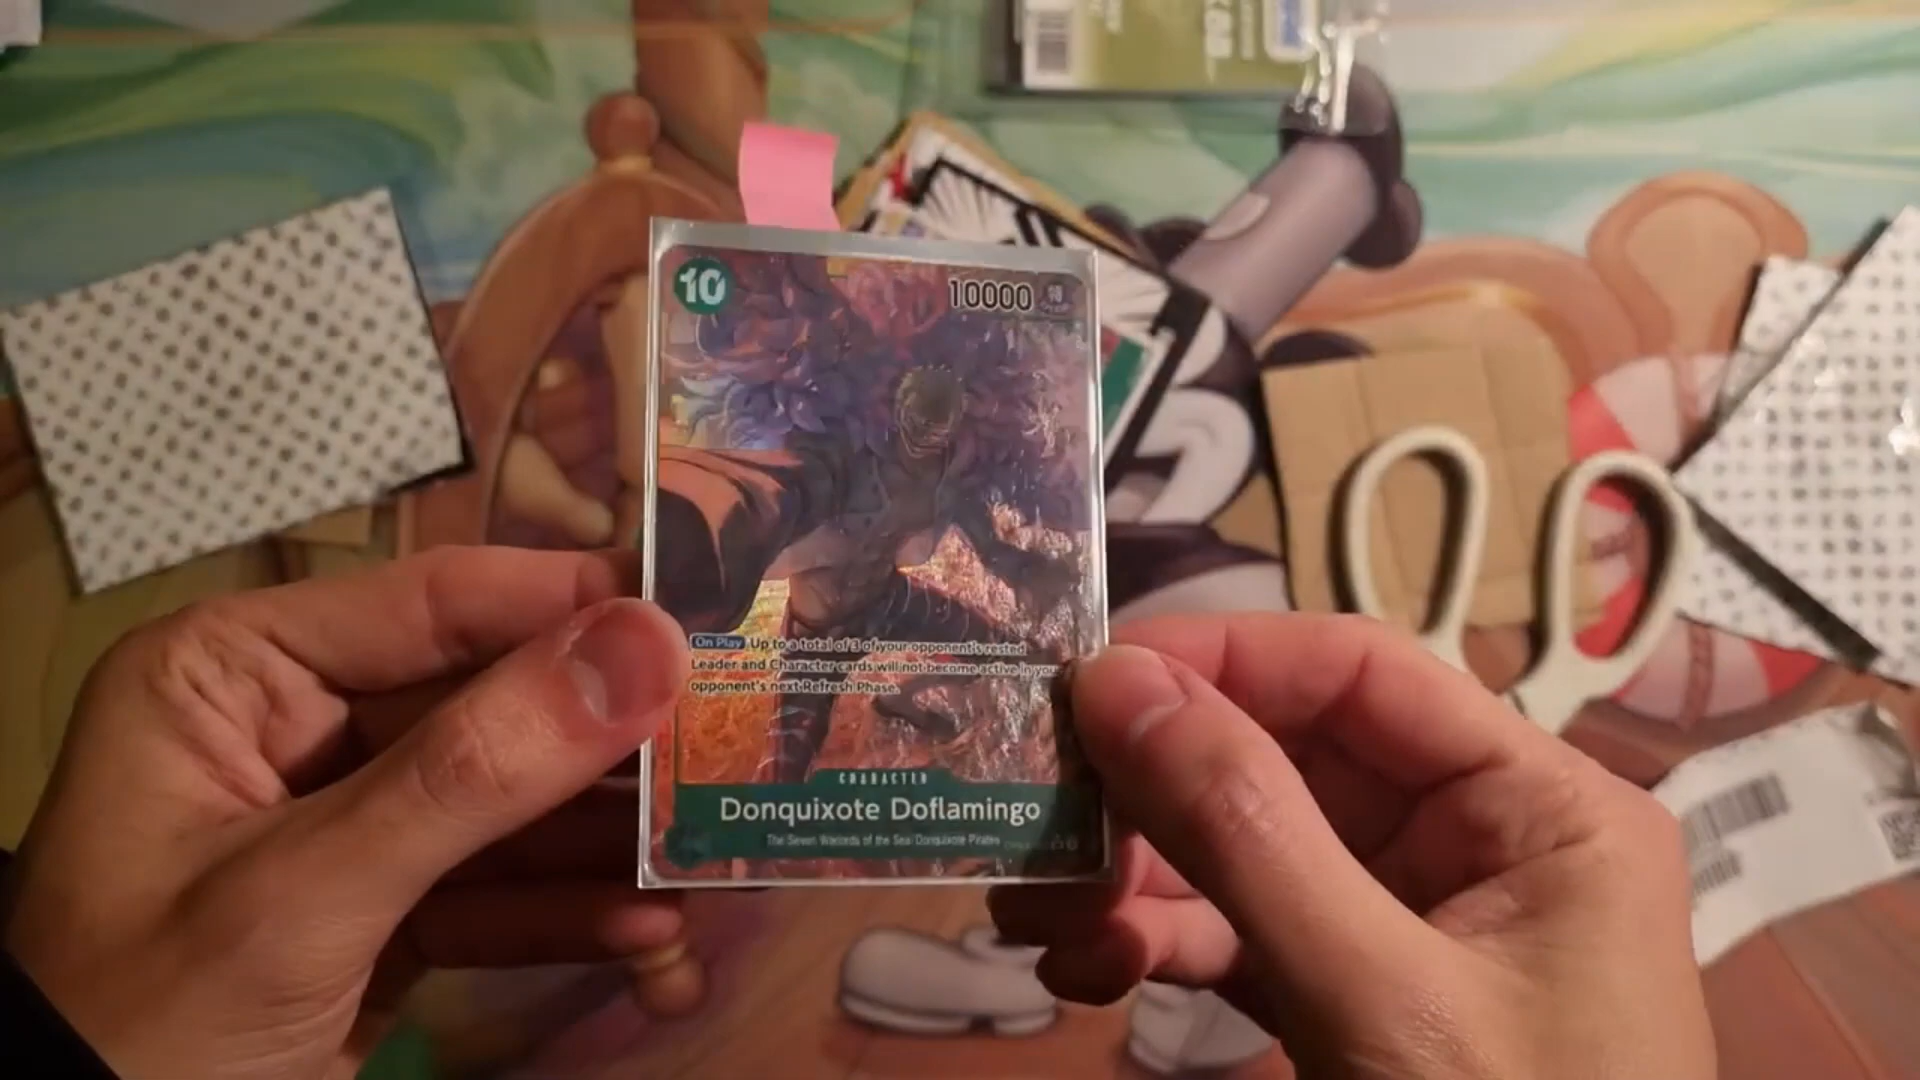 10
10000
On Play Up to a total of 3 of your opponent's rested
Leader and Character cards will not become active in your
opponent's next Refresh Phase.
CHARACTER
Donquixote Doflamingo
The Seven Warlords of the Sea/Donquixote Pirates